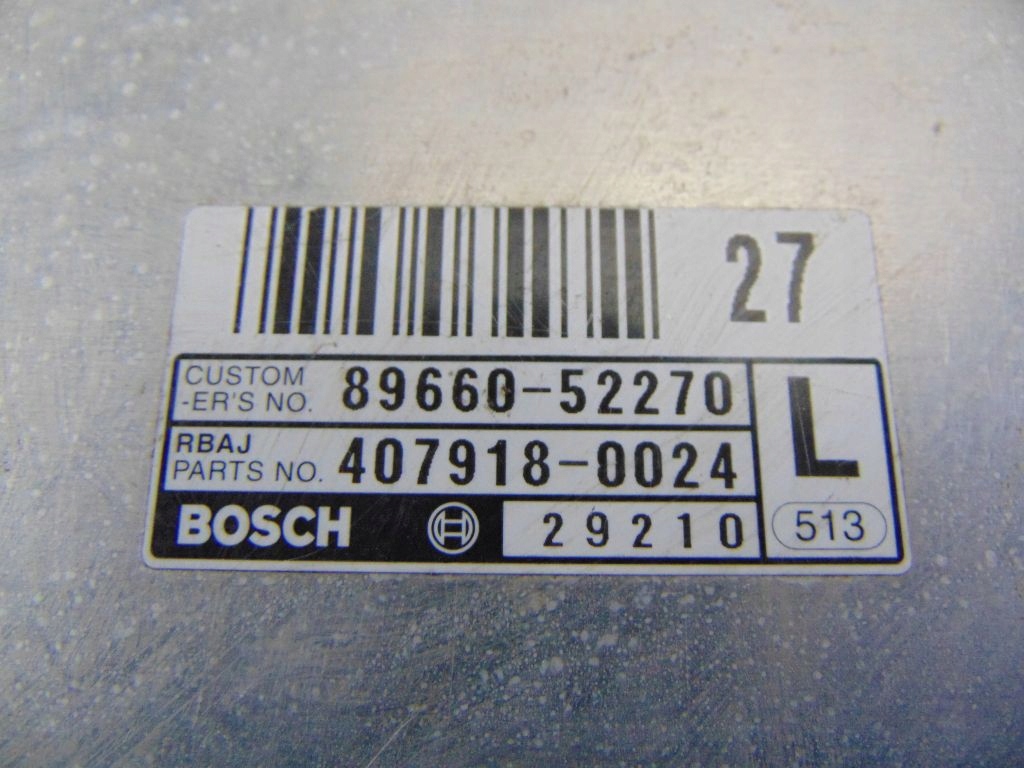 27
CUSTOM
-ER'S NO. 89660-52270
RBAJ
PARTS NO. 407918-0024
L
BOSCH 29210
513